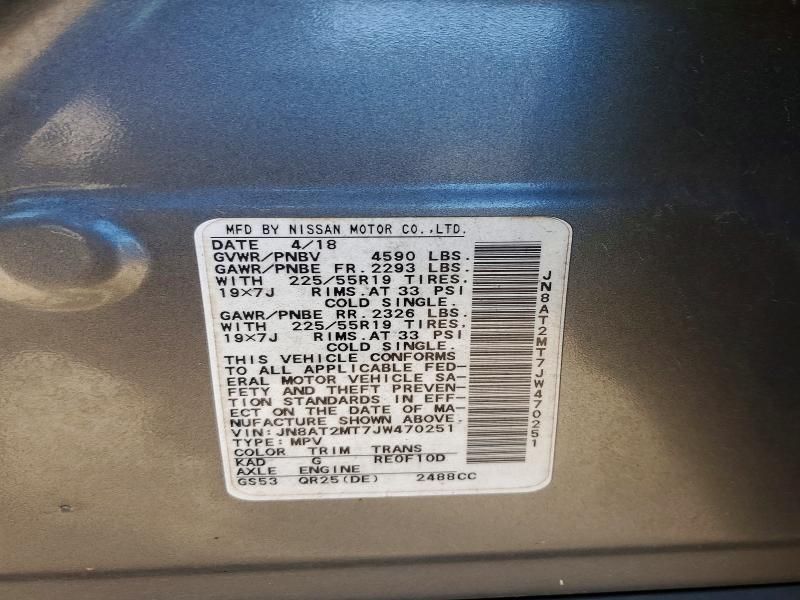 MFD BY NISSAN MOTOR CO.,LTD.
DATE 4/18
GVWR/PNBV 4590 LBS.
GAWR/PNBE FR. 2293 LBS.
WITH 225/55R19 TIRES.
19×7J RIMS.AT 33 PSI
COLD SINGLE.
GAWR/PNBE RR. 2326 LBS.
WITH 225/55R19 TIRES.
19×7J RIMS.AT 33 PSI
COLD SINGLE.
THIS VEHICLE CONFORMS
TO ALL APPLICABLE FED-
ERAL MOTOR VEHICLE SA-
FETY AND THEFT PREVEN-
TION STANDARDS IN EFF-
ECT ON THE DATE OF MA-
NUFACTURE SHOWN ABOVE.
VIN: JN8AT2MT7JW470251
TYPE: MPV
COLOR TRIM TRANS
KAD G RE0F10D
AXLE ENGINE
GS53 QR25(DE) 2488CC
JN8AT2MT7JW470251